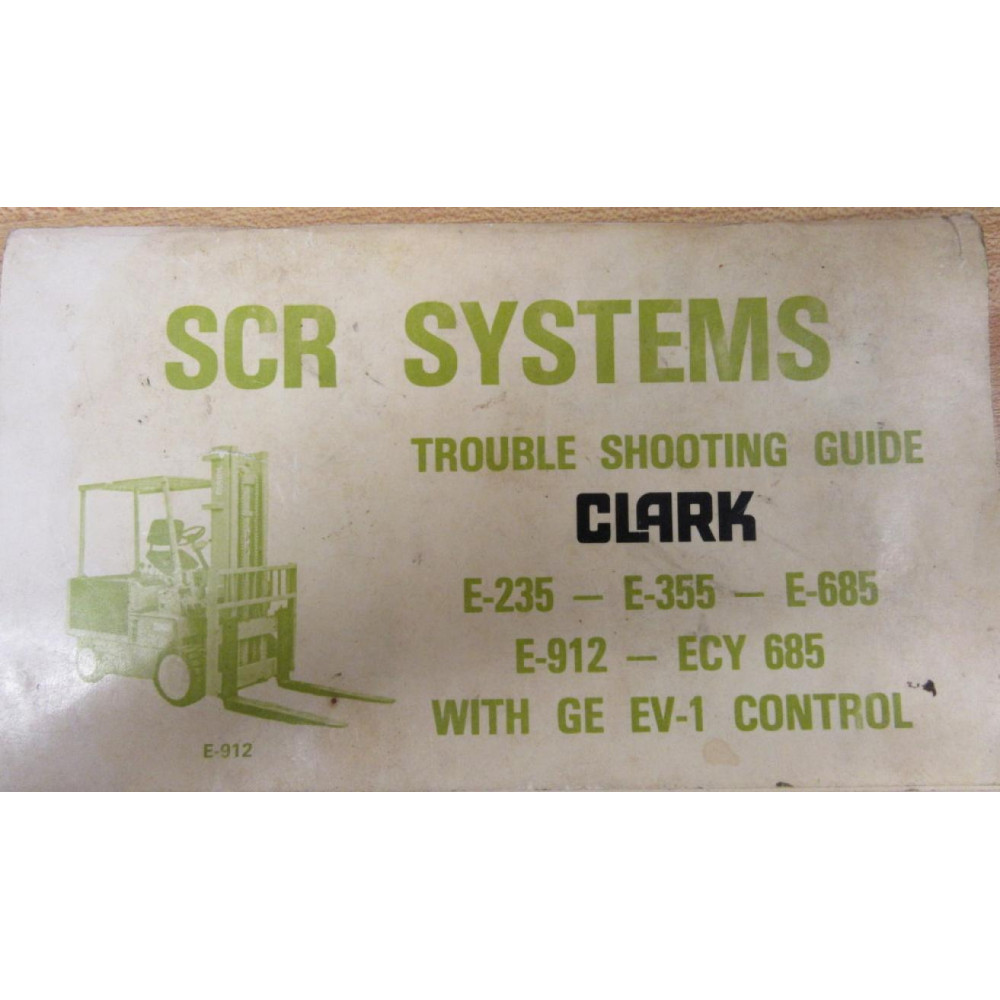 SCR SYSTEMS
TROUBLE SHOOTING GUIDE
CLARK
E-235 — E-355 — E-685
E-912 — ECY 685
WITH GE EV-1 CONTROL
E-912